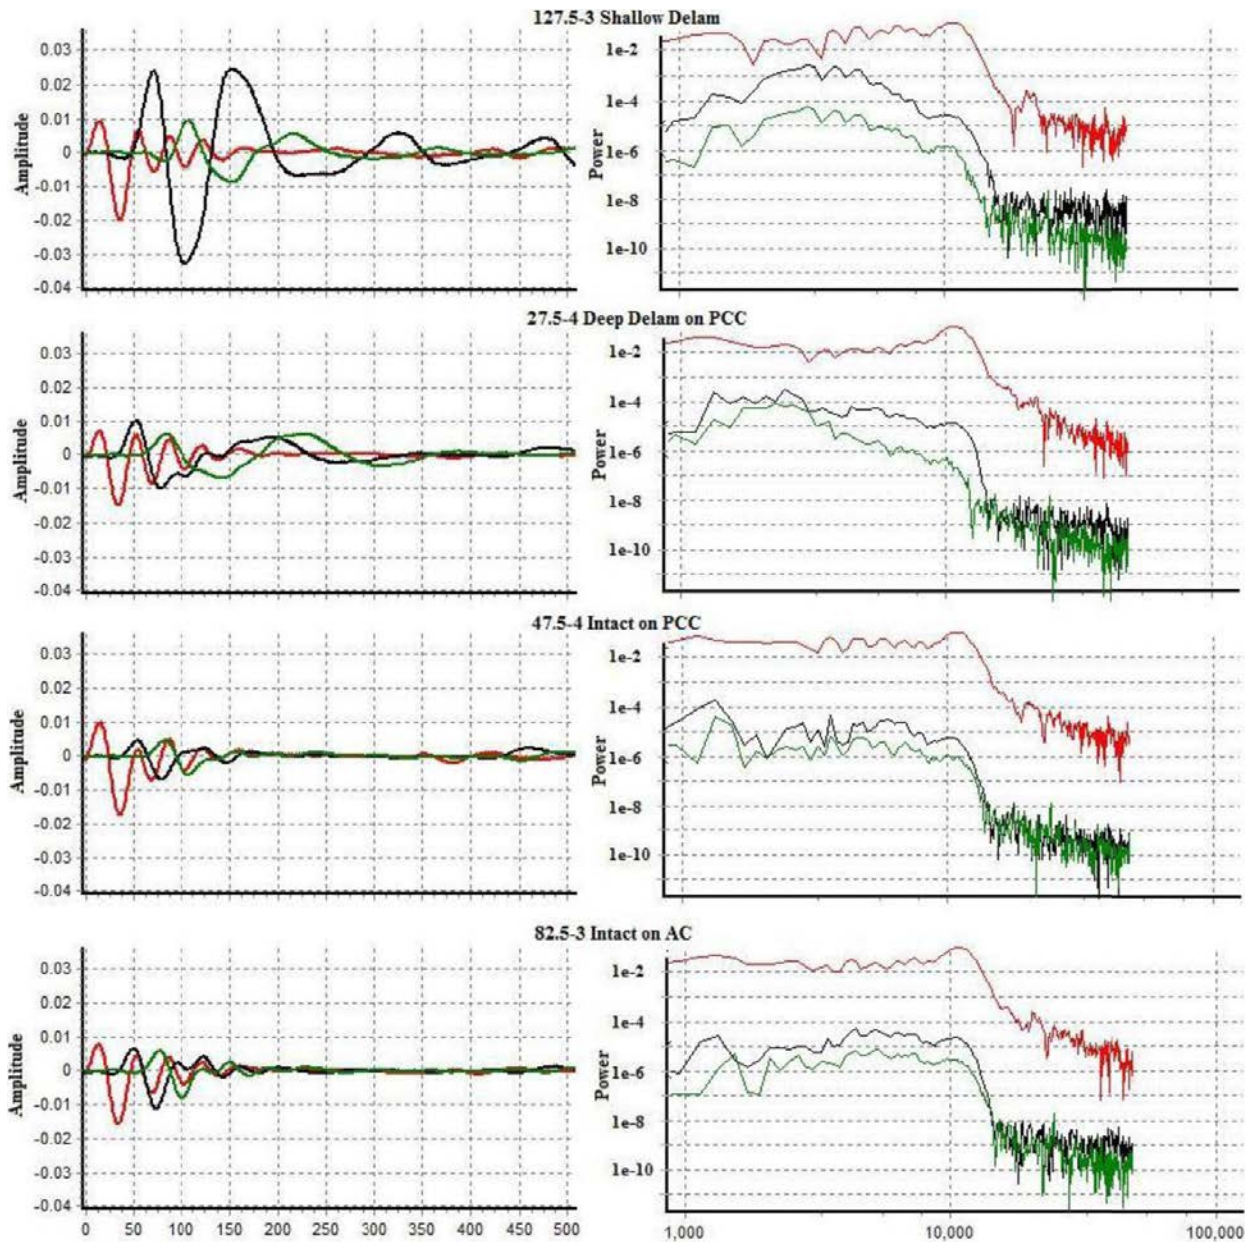 127.5-3 Shallow Delam
0.03
0.02
0.01
0
-0.01
-0.02
-0.03
-0.04
Amplitude
1e-2
1e-4
1e-6
1e-8
1e-10
Power
27.5-4 Deep Delam on PCC
0.03
0.02
0.01
0
-0.01
-0.02
-0.03
-0.04
Amplitude
1e-2
1e-4
1e-6
1e-8
1e-10
Power
47.5-4 Intact on PCC
0.03
0.02
0.01
0
-0.01
-0.02
-0.03
-0.04
Amplitude
1e-2
1e-4
1e-6
1e-8
1e-10
Power
82.5-3 Intact on AC
0.03
0.02
0.01
0
-0.01
-0.02
-0.03
-0.04
Amplitude
1e-2
1e-4
1e-6
1e-8
1e-10
Power
0 50 100 150 200 250 300 350 400 450 500
1,000 10,000 100,000